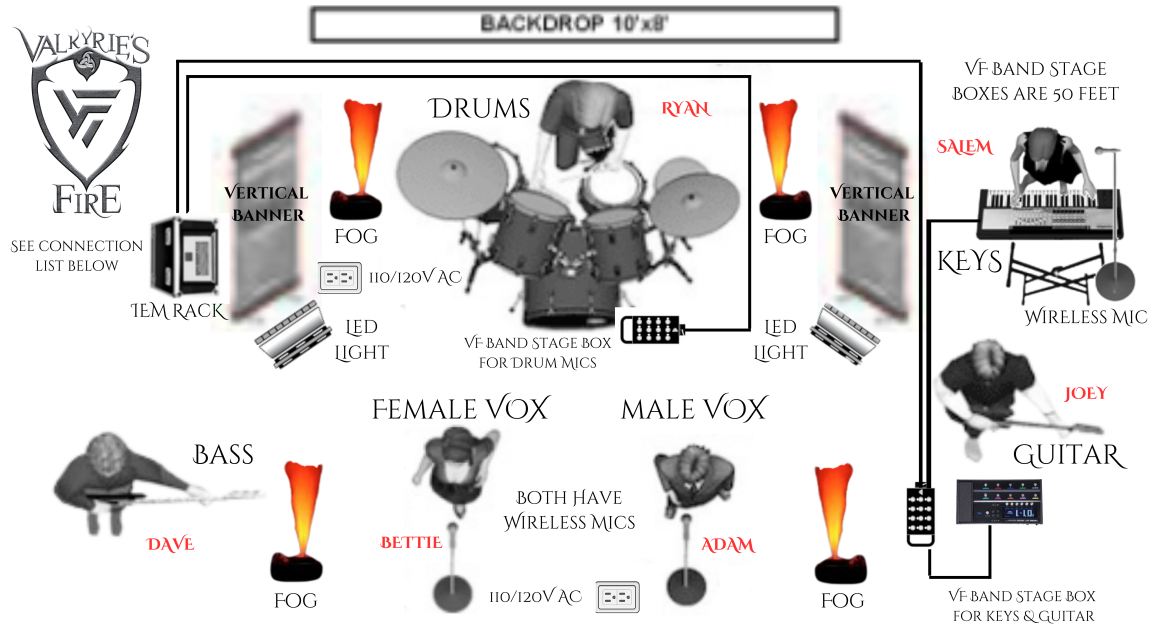 BACKDROP 10'x8'
VALKYRIE'S
FIRE
VF BAND STAGE
BOXES ARE 50 FEET
DRUMS
RYAN
SALEM
VERTICAL
BANNER
VERTICAL
BANNER
FOG
FOG
SEE CONNECTION
LIST BELOW
110/120V AC
KEYS
IEM RACK
WIRELESS MIC
LED
LIGHT
LED
LIGHT
VF BAND STAGE BOX
FOR DRUM MICS
JOEY
FEMALE VOX
MALE VOX
BASS
GUITAR
BOTH HAVE
WIRELESS MICS
DAVE
BETTIE
ADAM
FOG
110/120V AC
FOG
VF BAND STAGE BOX
FOR KEYS & GUITAR